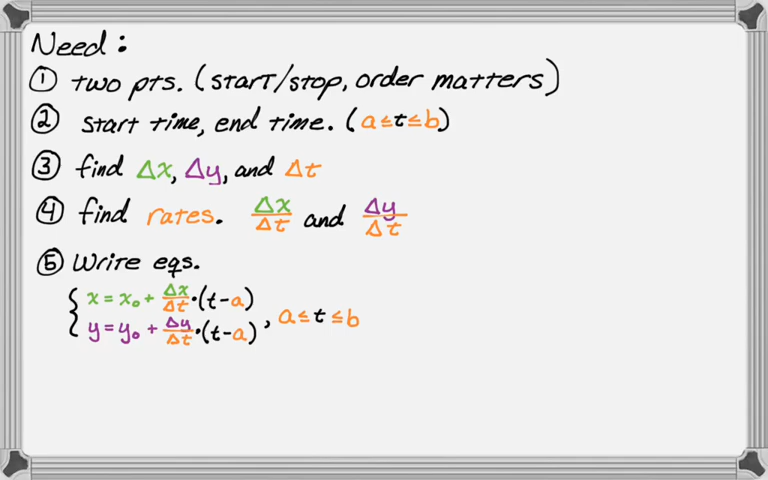 Need:
① two pts. (start/stop, order matters)
② start time, end time. (a ≤ t ≤ b)
③ find Δx, Δy, and Δt
④ find rates. Δx/Δt and Δy/Δt
⑤ Write eqs.
{ x = x₀ + Δx/Δt · (t - a)
y = y₀ + Δy/Δt · (t - a) , a ≤ t ≤ b